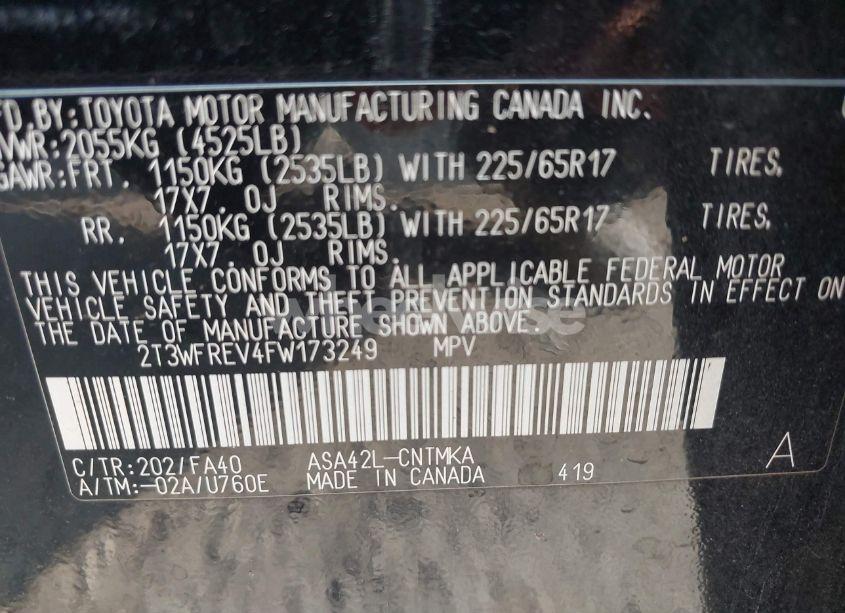 FD.BY:TOYOTA MOTOR MANUFACTURING CANADA INC.
VWR:2055KG (4525LB)
GAWR:FRT. 1150KG (2535LB) WITH 225/65R17 TIRES,
17X7.0J RIMS.
RR. 1150KG (2535LB) WITH 225/65R17 TIRES,
17X7.0J RIMS.
THIS VEHICLE CONFORMS TO ALL APPLICABLE FEDERAL MOTOR
VEHICLE SAFETY AND THEFT PREVENTION STANDARDS IN EFFECT ON
THE DATE OF MANUFACTURE SHOWN ABOVE.
2T3WFREV4FW173249 MPV
C/TR:202/FA40 ASA42L-CNTMKA A
A/TM:-02A/U760E MADE IN CANADA 419